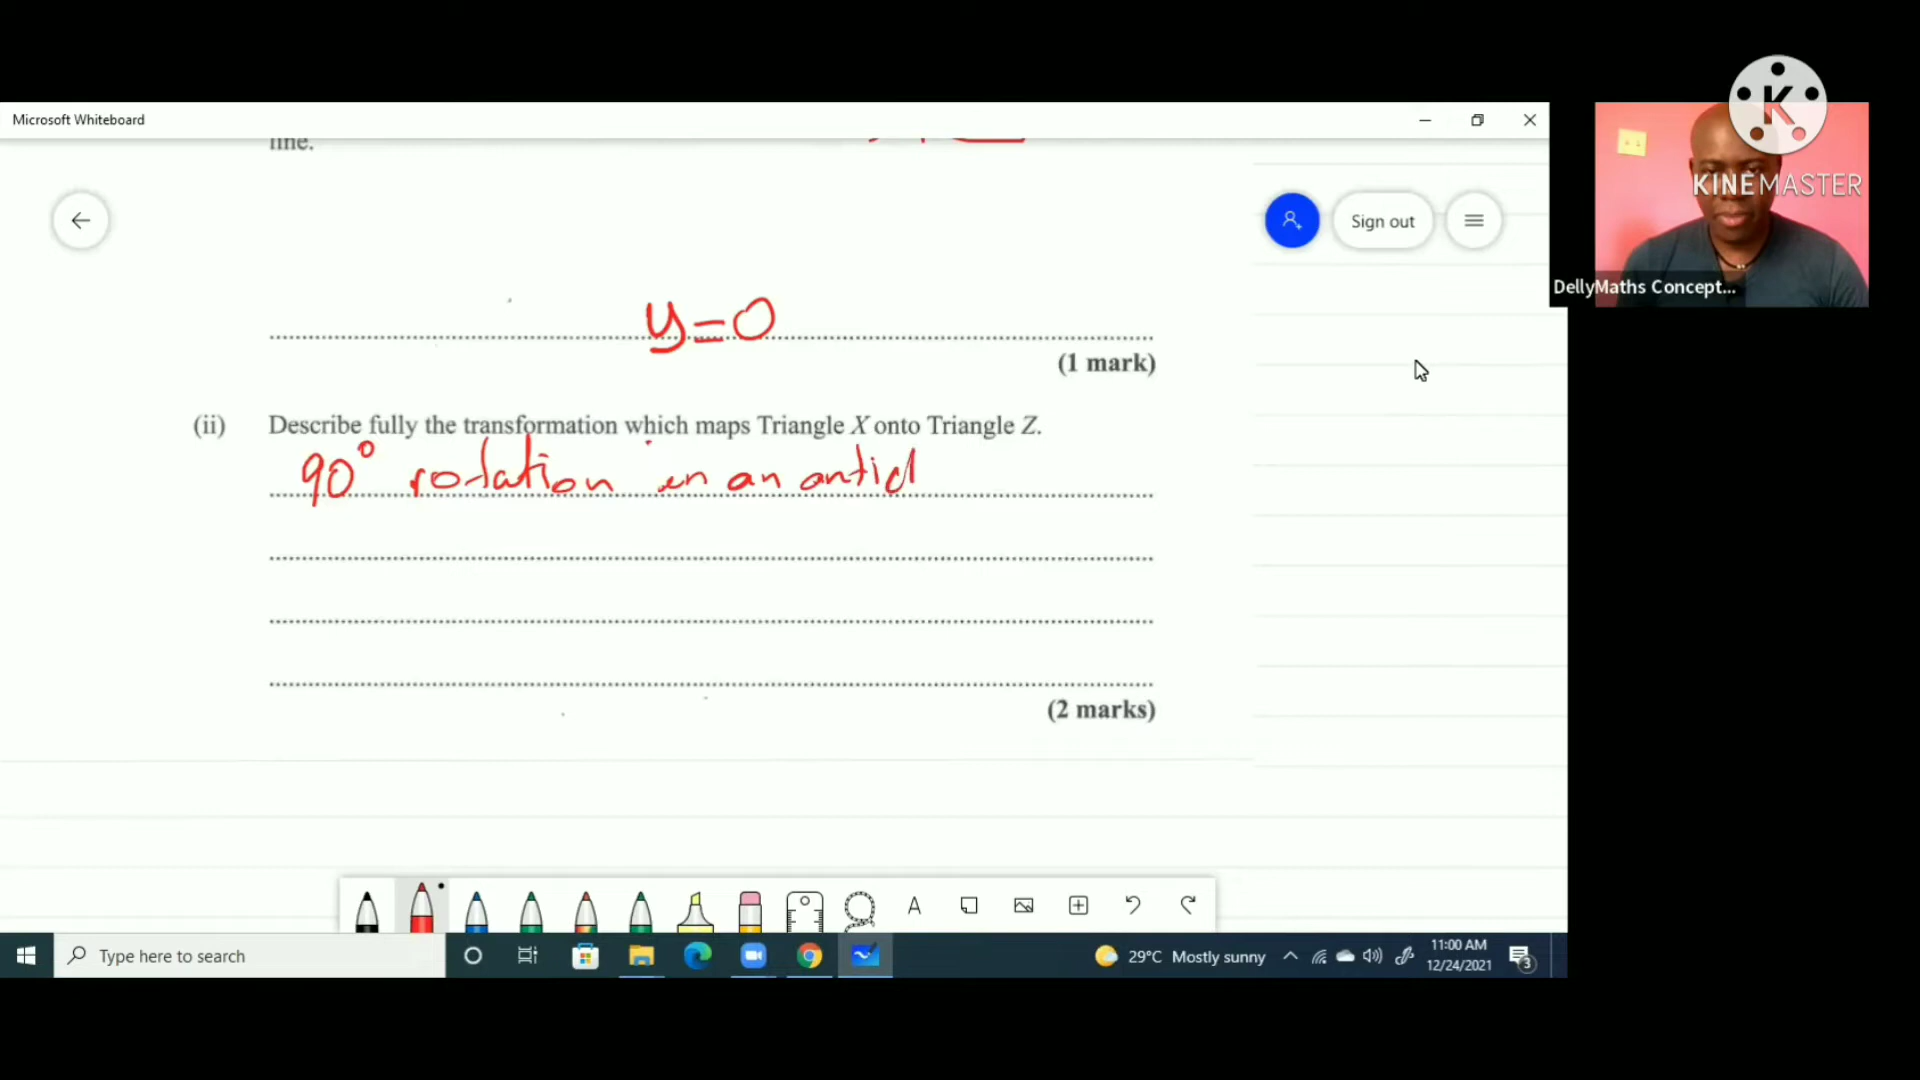 Microsoft Whiteboard
line.
Sign out
KINEMASTER
DellyMaths Concept...
y=0
(1 mark)
(ii) Describe fully the transformation which maps Triangle X onto Triangle Z.
90° rotation in an anticl
(2 marks)
Type here to search
29°C Mostly sunny
11:00 AM
12/24/2021
3